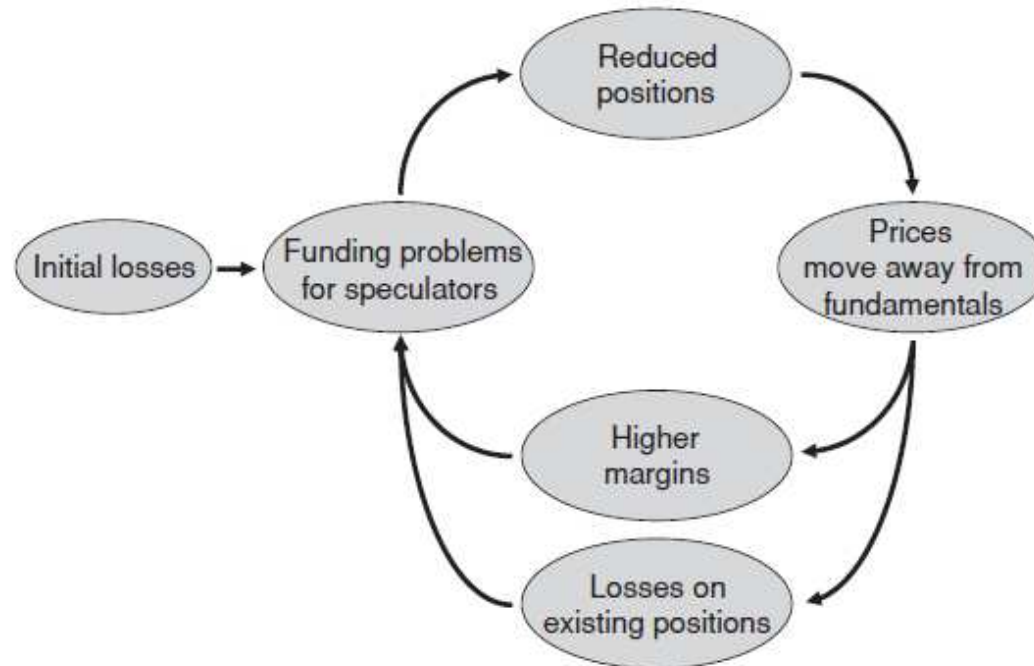 Reduced
positions
Initial losses
Funding problems
for speculators
Prices
move away from
fundamentals
Higher
margins
Losses on
existing positions